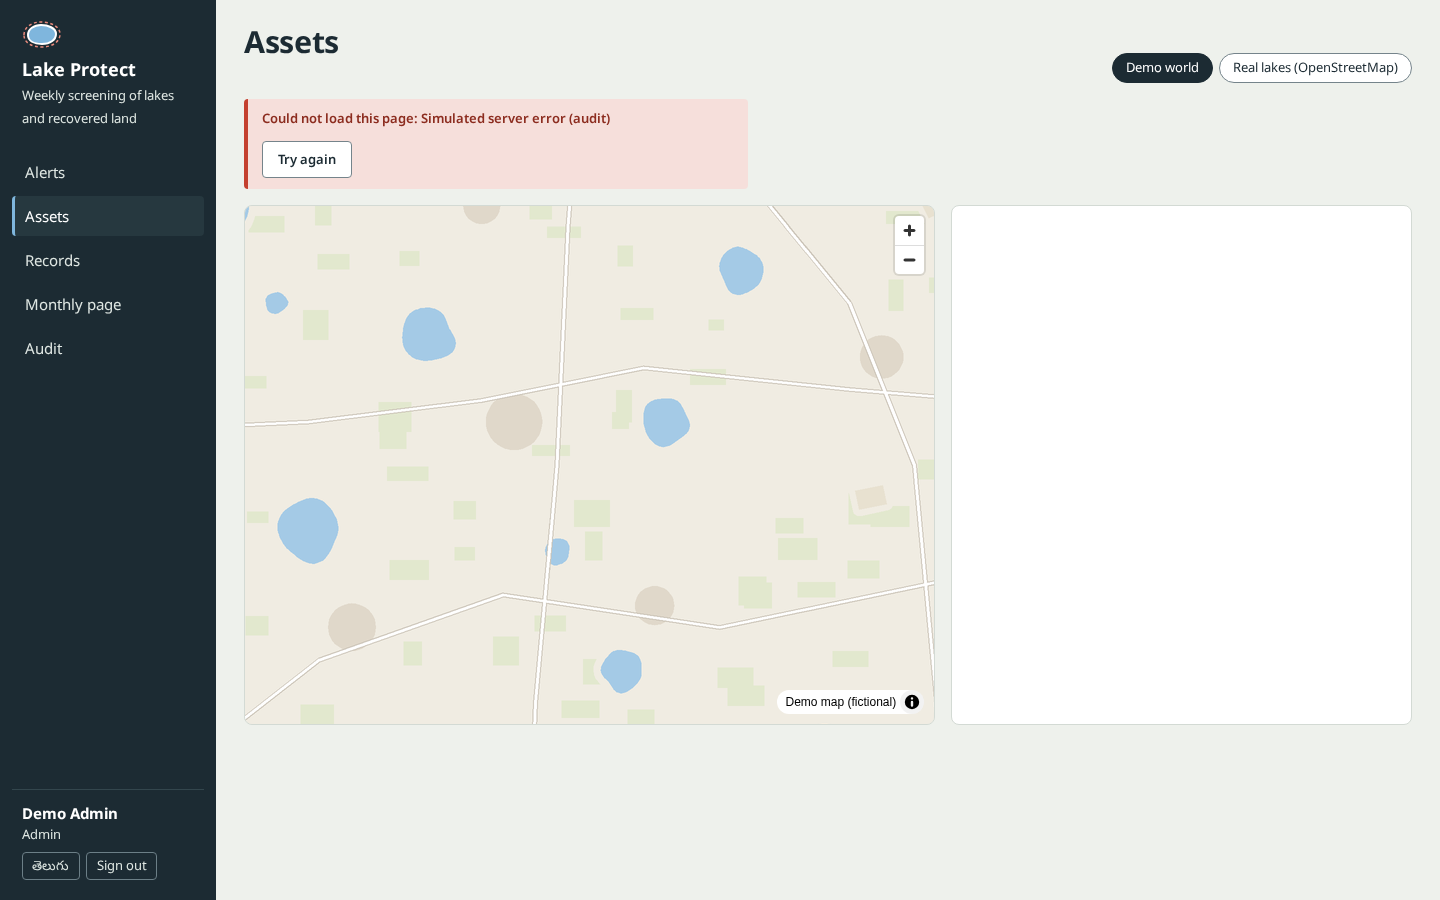 Lake Protect
Weekly screening of lakes
and recovered land
Alerts
Assets
Records
Monthly page
Audit
Demo Admin
Admin
తెలుగు
Sign out
Assets
Demo world
Real lakes (OpenStreetMap)
Could not load this page: Simulated server error (audit)
Try again
Demo map (fictional)